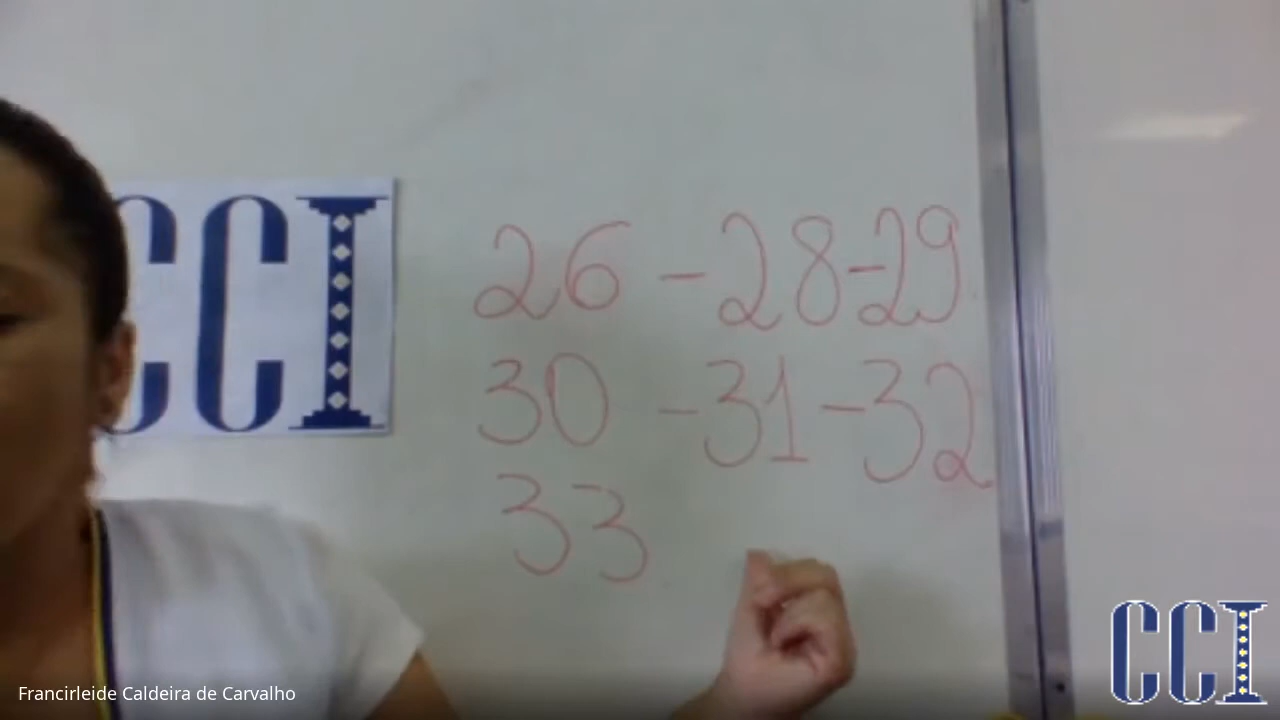 CCI
26 - 28 - 29
30 - 31 - 32
33
Francirleide Caldeira de Carvalho
CCI